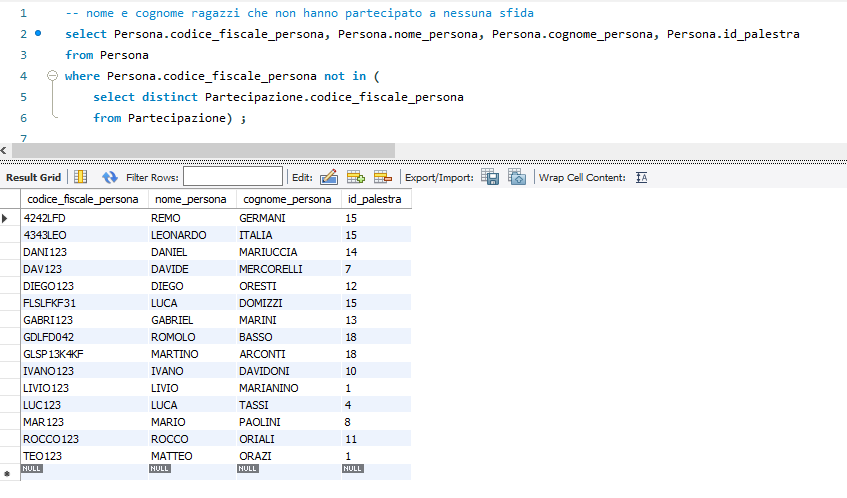 1 -- nome e cognome ragazzi che non hanno partecipato a nessuna sfida
2 select Persona.codice_fiscale_persona, Persona.nome_persona, Persona.cognome_persona, Persona.id_palestra
3 from Persona
4 where Persona.codice_fiscale_persona not in (
5 select distinct Partecipazione.codice_fiscale_persona
6 from Partecipazione) ;
7
Result Grid Filter Rows: Edit: Export/Import: Wrap Cell Content:
codice_fiscale_persona nome_persona cognome_persona id_palestra
4242LFD REMO GERMANI 15
4343LEO LEONARDO ITALIA 15
DANI123 DANIEL MARIUCCIA 14
DAV123 DAVIDE MERCORELLI 7
DIEGO123 DIEGO ORESTI 12
FLSLFKF31 LUCA DOMIZZI 15
GABRI123 GABRIEL MARINI 13
GDLFD042 ROMOLO BASSO 18
GLSP13K4KF MARTINO ARCONTI 18
IVANO123 IVANO DAVIDONI 10
LIVIO123 LIVIO MARIANINO 1
LUC123 LUCA TASSI 4
MAR123 MARIO PAOLINI 8
ROCCO123 ROCCO ORIALI 11
TEO123 MATTEO ORAZI 1
NULL NULL NULL NULL